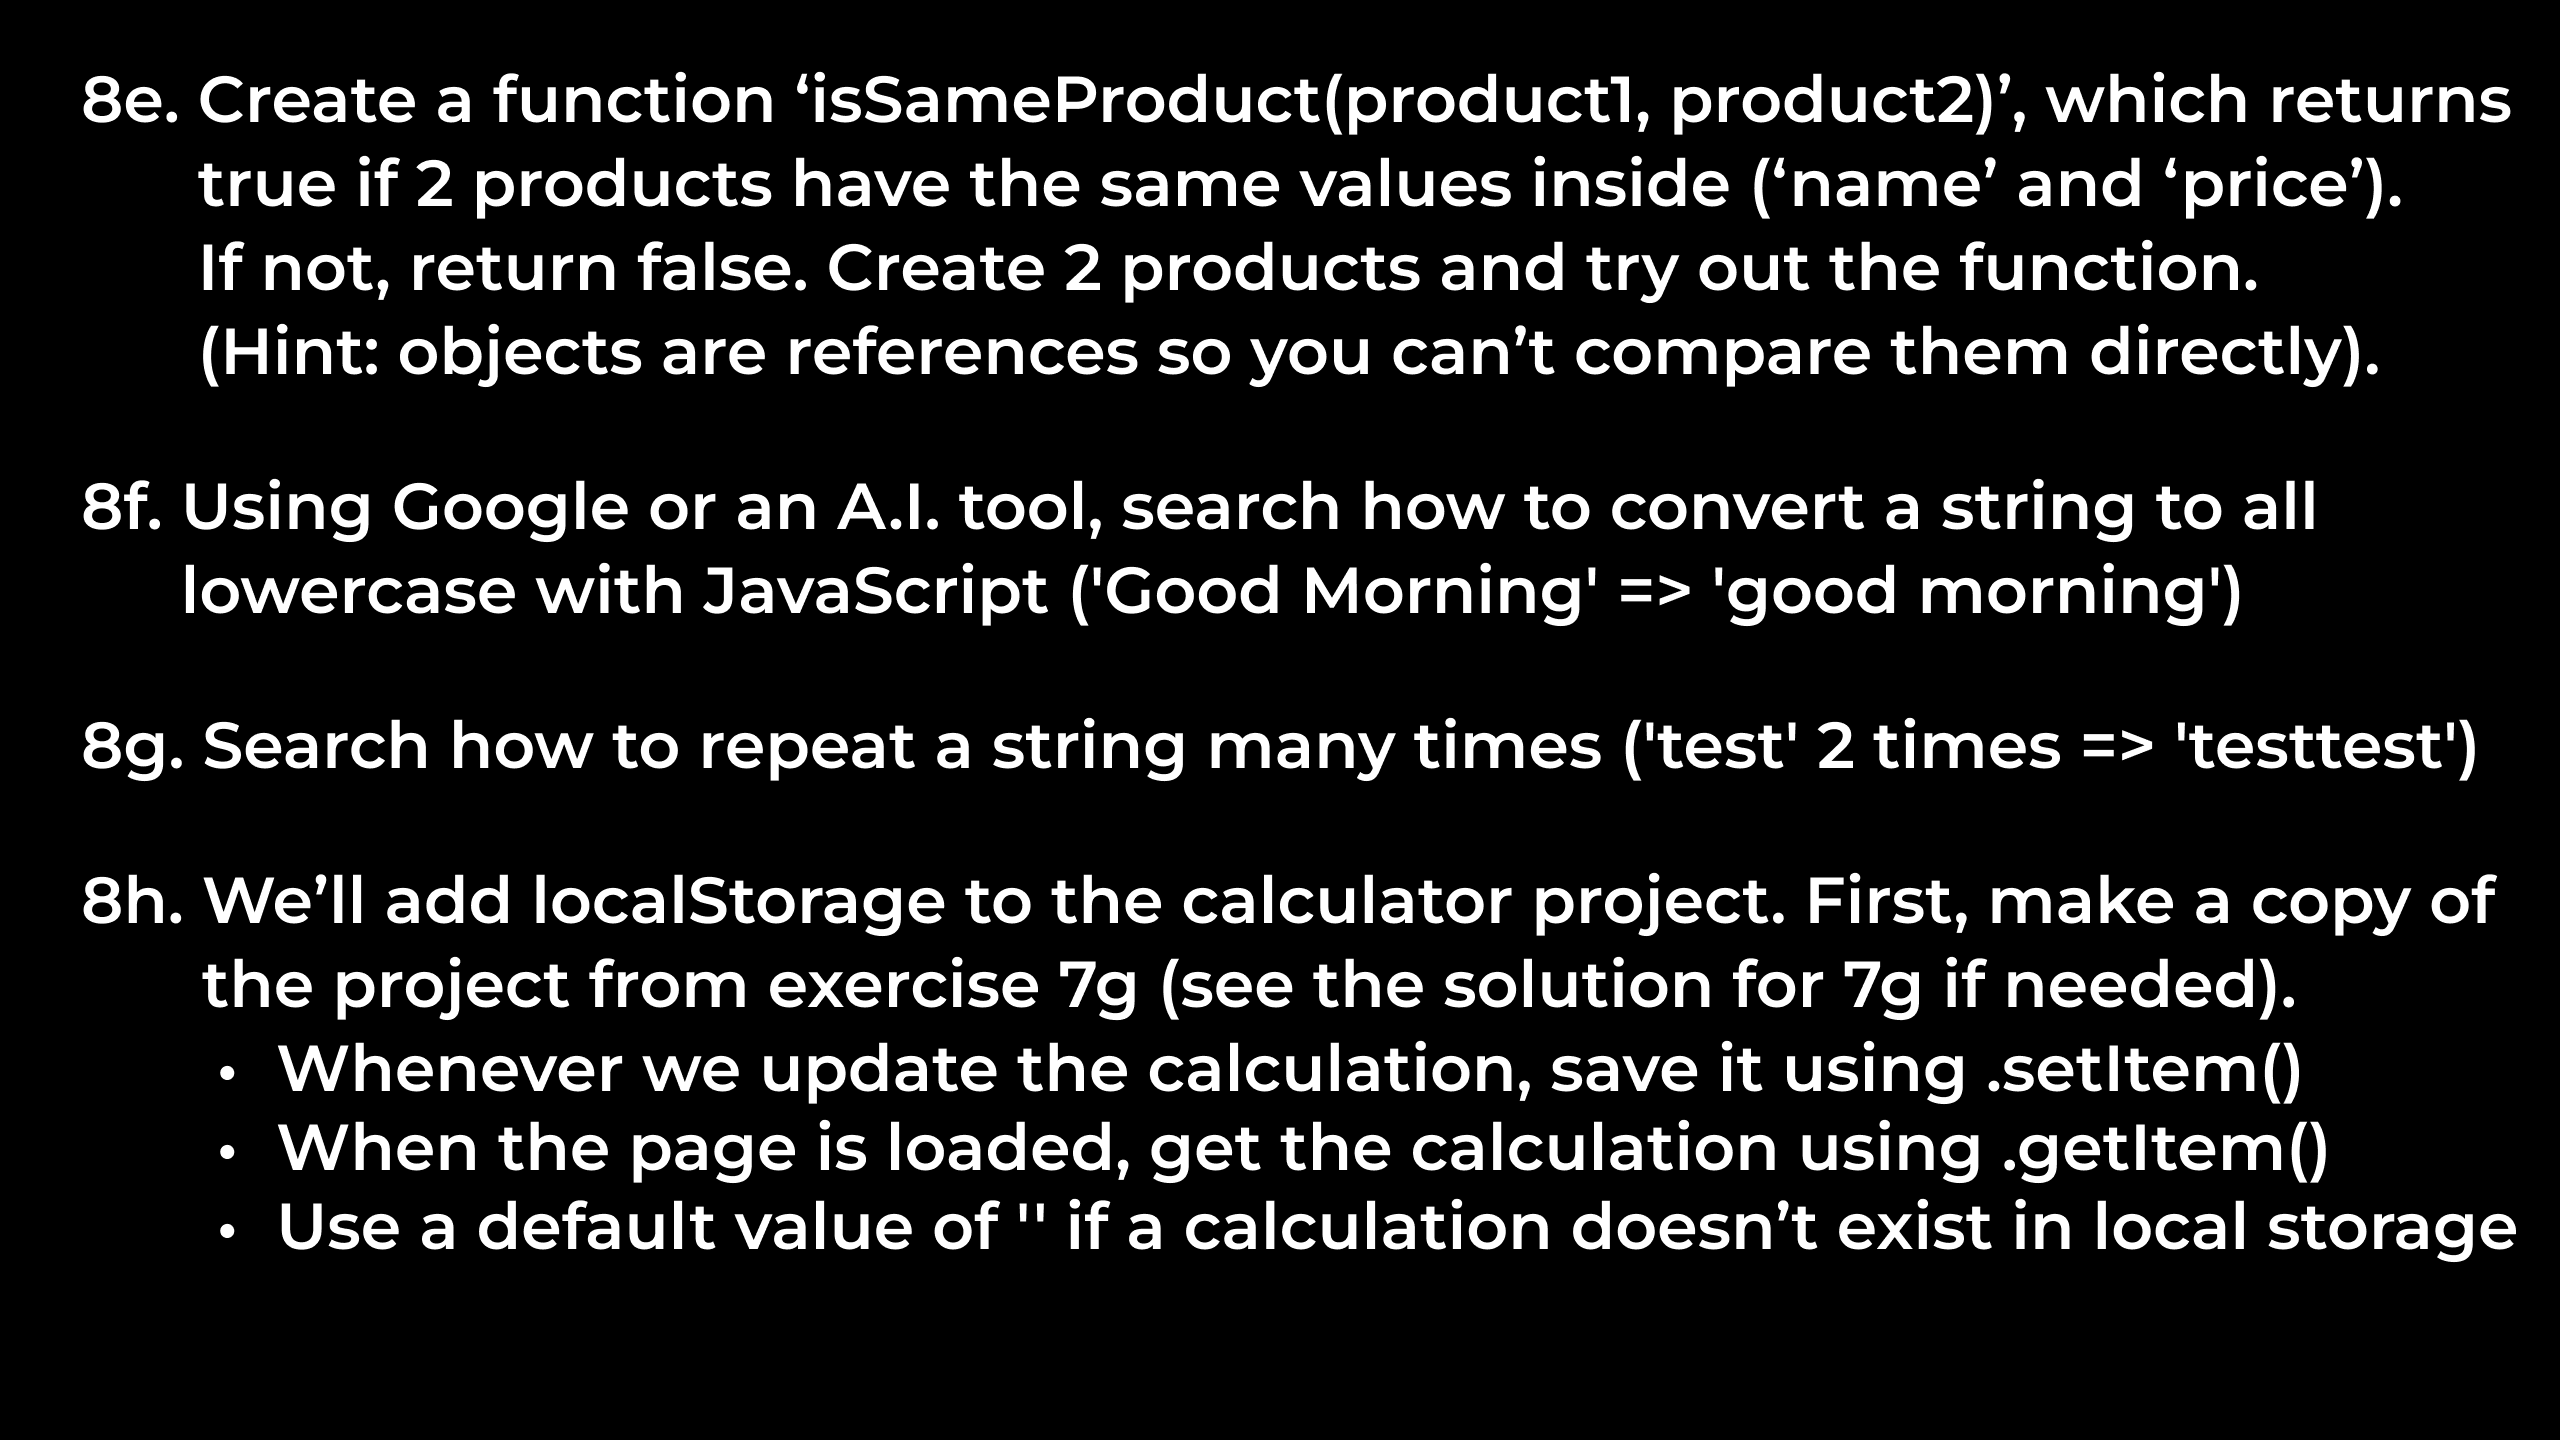 8e. Create a function ‘isSameProduct(product1, product2)’, which returns
true if 2 products have the same values inside (‘name’ and ‘price’).
If not, return false. Create 2 products and try out the function.
(Hint: objects are references so you can’t compare them directly).
8f. Using Google or an A.I. tool, search how to convert a string to all
lowercase with JavaScript ('Good Morning' => 'good morning')
8g. Search how to repeat a string many times ('test' 2 times => 'testtest')
8h. We’ll add localStorage to the calculator project. First, make a copy of
the project from exercise 7g (see the solution for 7g if needed).
• Whenever we update the calculation, save it using .setItem()
• When the page is loaded, get the calculation using .getItem()
• Use a default value of '' if a calculation doesn’t exist in local storage